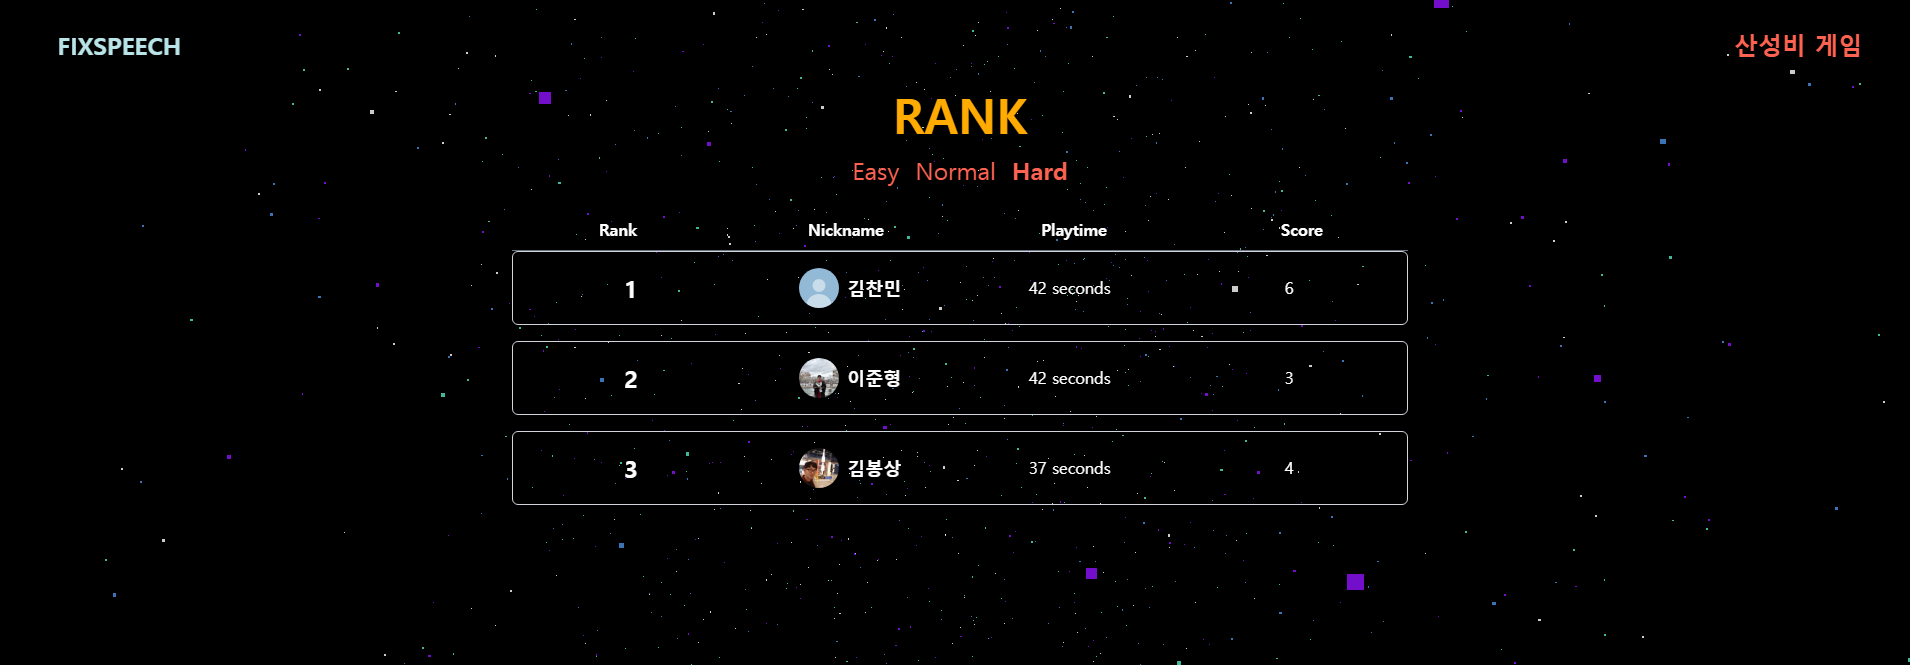 FIXSPEECH
산성비 게임
RANK
Easy Normal Hard
Rank Nickname Playtime Score
1 김찬민 42 seconds 6
2 이준형 42 seconds 3
3 김봉상 37 seconds 4